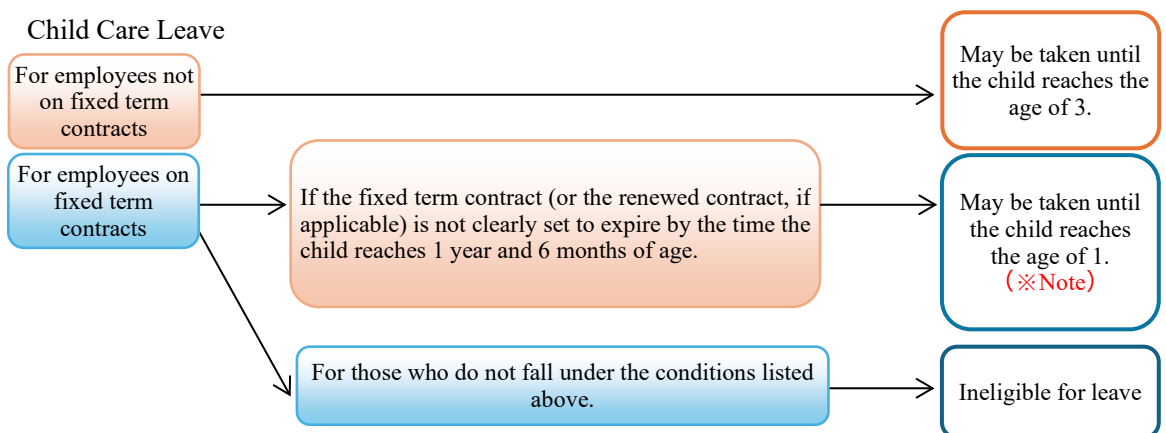 Child Care Leave
For employees not
on fixed term
contracts
May be taken until
the child reaches the
age of 3.
For employees on
fixed term
contracts
If the fixed term contract (or the renewed contract, if
applicable) is not clearly set to expire by the time the
child reaches 1 year and 6 months of age.
May be taken until
the child reaches
the age of 1.
（※Note）
For those who do not fall under the conditions listed
above.
Ineligible for leave